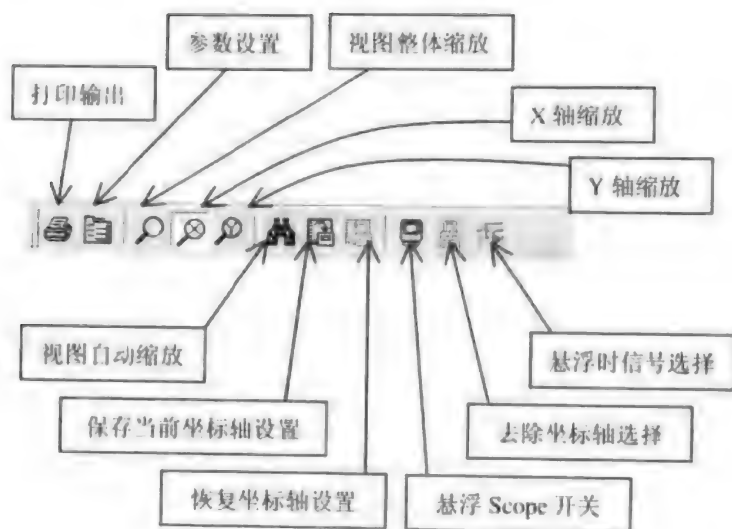 参数设置
视图整体缩放
打印输出
X 轴缩放
Y 轴缩放
视图自动缩放
悬浮时信号选择
保存当前坐标轴设置
去除坐标轴选择
恢复坐标轴设置
悬浮 Scope 开关